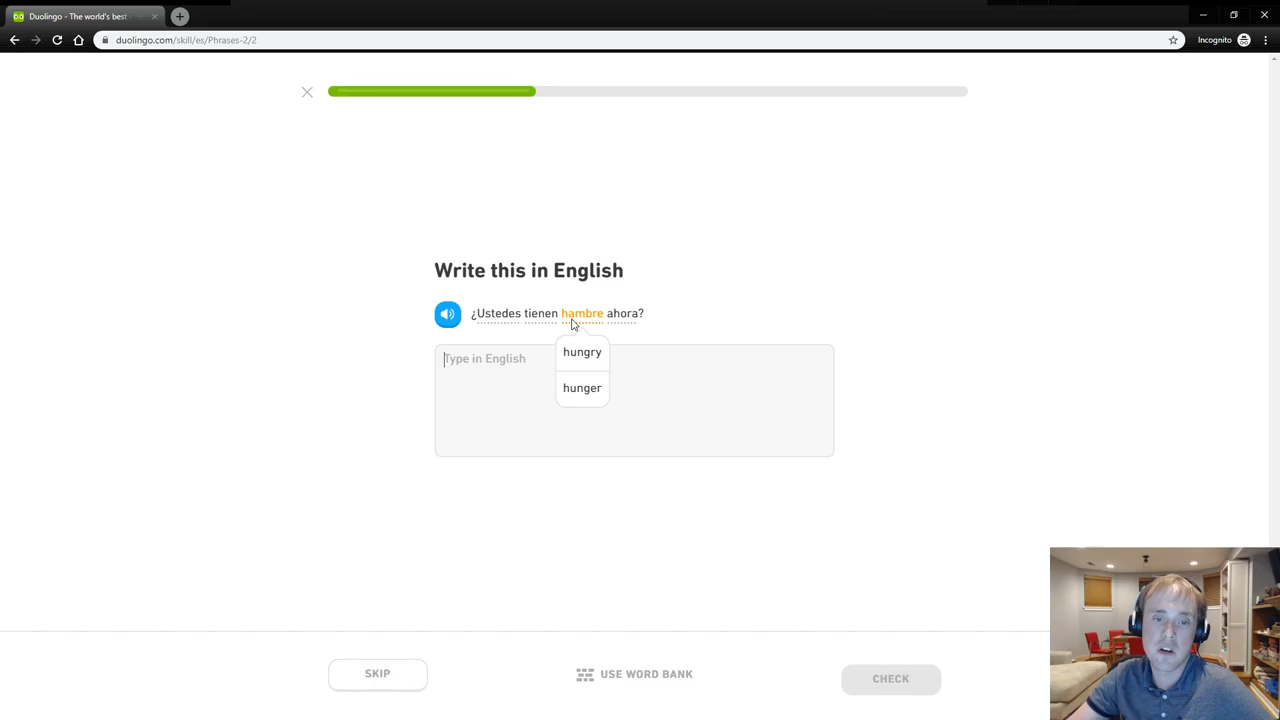 Duolingo - The world's best
duolingo.com/skill/es/Phrases-2/2
Incognito
Write this in English
¿Ustedes tienen hambre ahora?
Type in English
hungry
hunger
SKIP
USE WORD BANK
CHECK